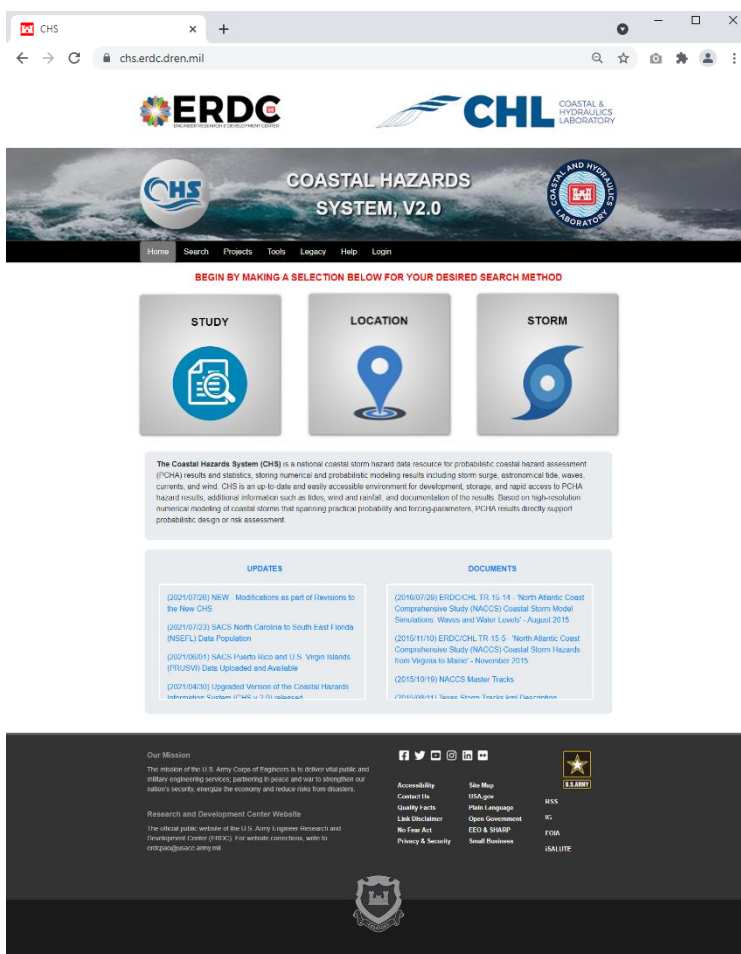 CHS
chs.erdc.dren.mil
ERDC
ENGINEER RESEARCH & DEVELOPMENT CENTER
CHL
COASTAL &
HYDRAULICS
LABORATORY
CHS
COASTAL HAZARDS
SYSTEM, V2.0
COASTAL AND HYDRAULICS
LABORATORY
Home Search Projects Tools Legacy Help Login
BEGIN BY MAKING A SELECTION BELOW FOR YOUR DESIRED SEARCH METHOD
STUDY
LOCATION
STORM
The Coastal Hazards System (CHS) is a national coastal storm hazard data resource for probabilistic coastal hazard assessment
(PCHA) results and statistics, storing numerical and probabilistic modeling results including storm surge, astronomical tide, waves,
currents, and wind. CHS is an up-to-date and easily accessible environment for development, storage, and rapid access to PCHA
hazard results, additional information such as tides, wind and rainfall, and documentation of the results. Based on high-resolution
numerical modeling of coastal storms that spanning practical probability and forcing-parameters, PCHA results directly support
probabilistic design or risk assessment.
UPDATES
(2021/07/26) NEW - Modifications as part of Revisions to
the New CHS
(2021/07/23) SACS North Carolina to South East Florida
(NSEFL) Data Population
(2021/06/01) SACS Puerto Rico and U.S. Virgin Islands
(PRUSVI) Data Uploaded and Available
(2021/04/30) Upgraded Version of the Coastal Hazards
Information System (CHS v 2.0) released
DOCUMENTS
(2016/07/29) ERDC/CHL TR-15-14 - 'North Atlantic Coast
Comprehensive Study (NACCS) Coastal Storm Model
Simulations: Waves and Water Levels' - August 2015
(2015/11/10) ERDC/CHL TR-15-5 - 'North Atlantic Coast
Comprehensive Study (NACCS) Coastal Storm Hazards
from Virginia to Maine' - November 2015
(2015/10/19) NACCS Master Tracks
(2015/08/11) Texas Storm Tracks kml Description
Our Mission
The mission of the U.S. Army Corps of Engineers is to deliver vital public and
military engineering services; partnering in peace and war to strengthen our
nation's security, energize the economy and reduce risks from disasters.
Research and Development Center Website
The official public website of the U.S. Army Engineer Research and
Development Center (ERDC). For website corrections, write to
erdcpao@usace.army.mil
Accessibility
Contact Us
Quality Facts
Link Disclaimer
No Fear Act
Privacy & Security
Site Map
USA.gov
Plain Language
Open Government
EEO & SHARP
Small Business
U.S.ARMY
RSS
IG
FOIA
iSALUTE